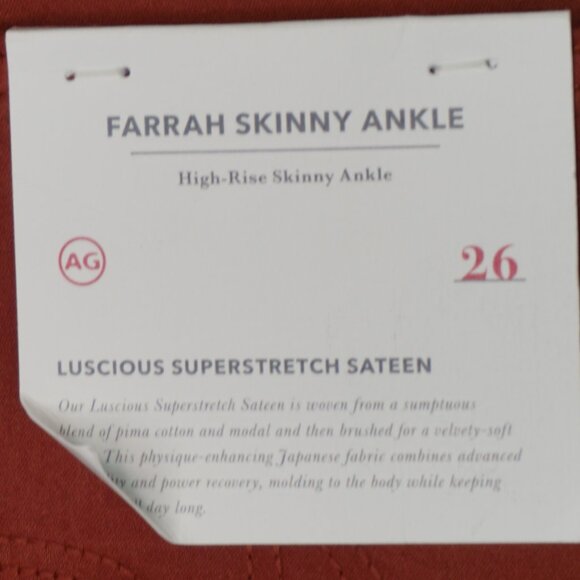 FARRAH SKINNY ANKLE
High-Rise Skinny Ankle
AG
26
LUSCIOUS SUPERSTRETCH SATEEN
Our Luscious Superstretch Sateen is woven from a sumptuous
blend of pima cotton and modal and then brushed for a velvety-soft
This physique-enhancing Japanese fabric combines advanced
and power recovery, molding to the body while keeping
day long.